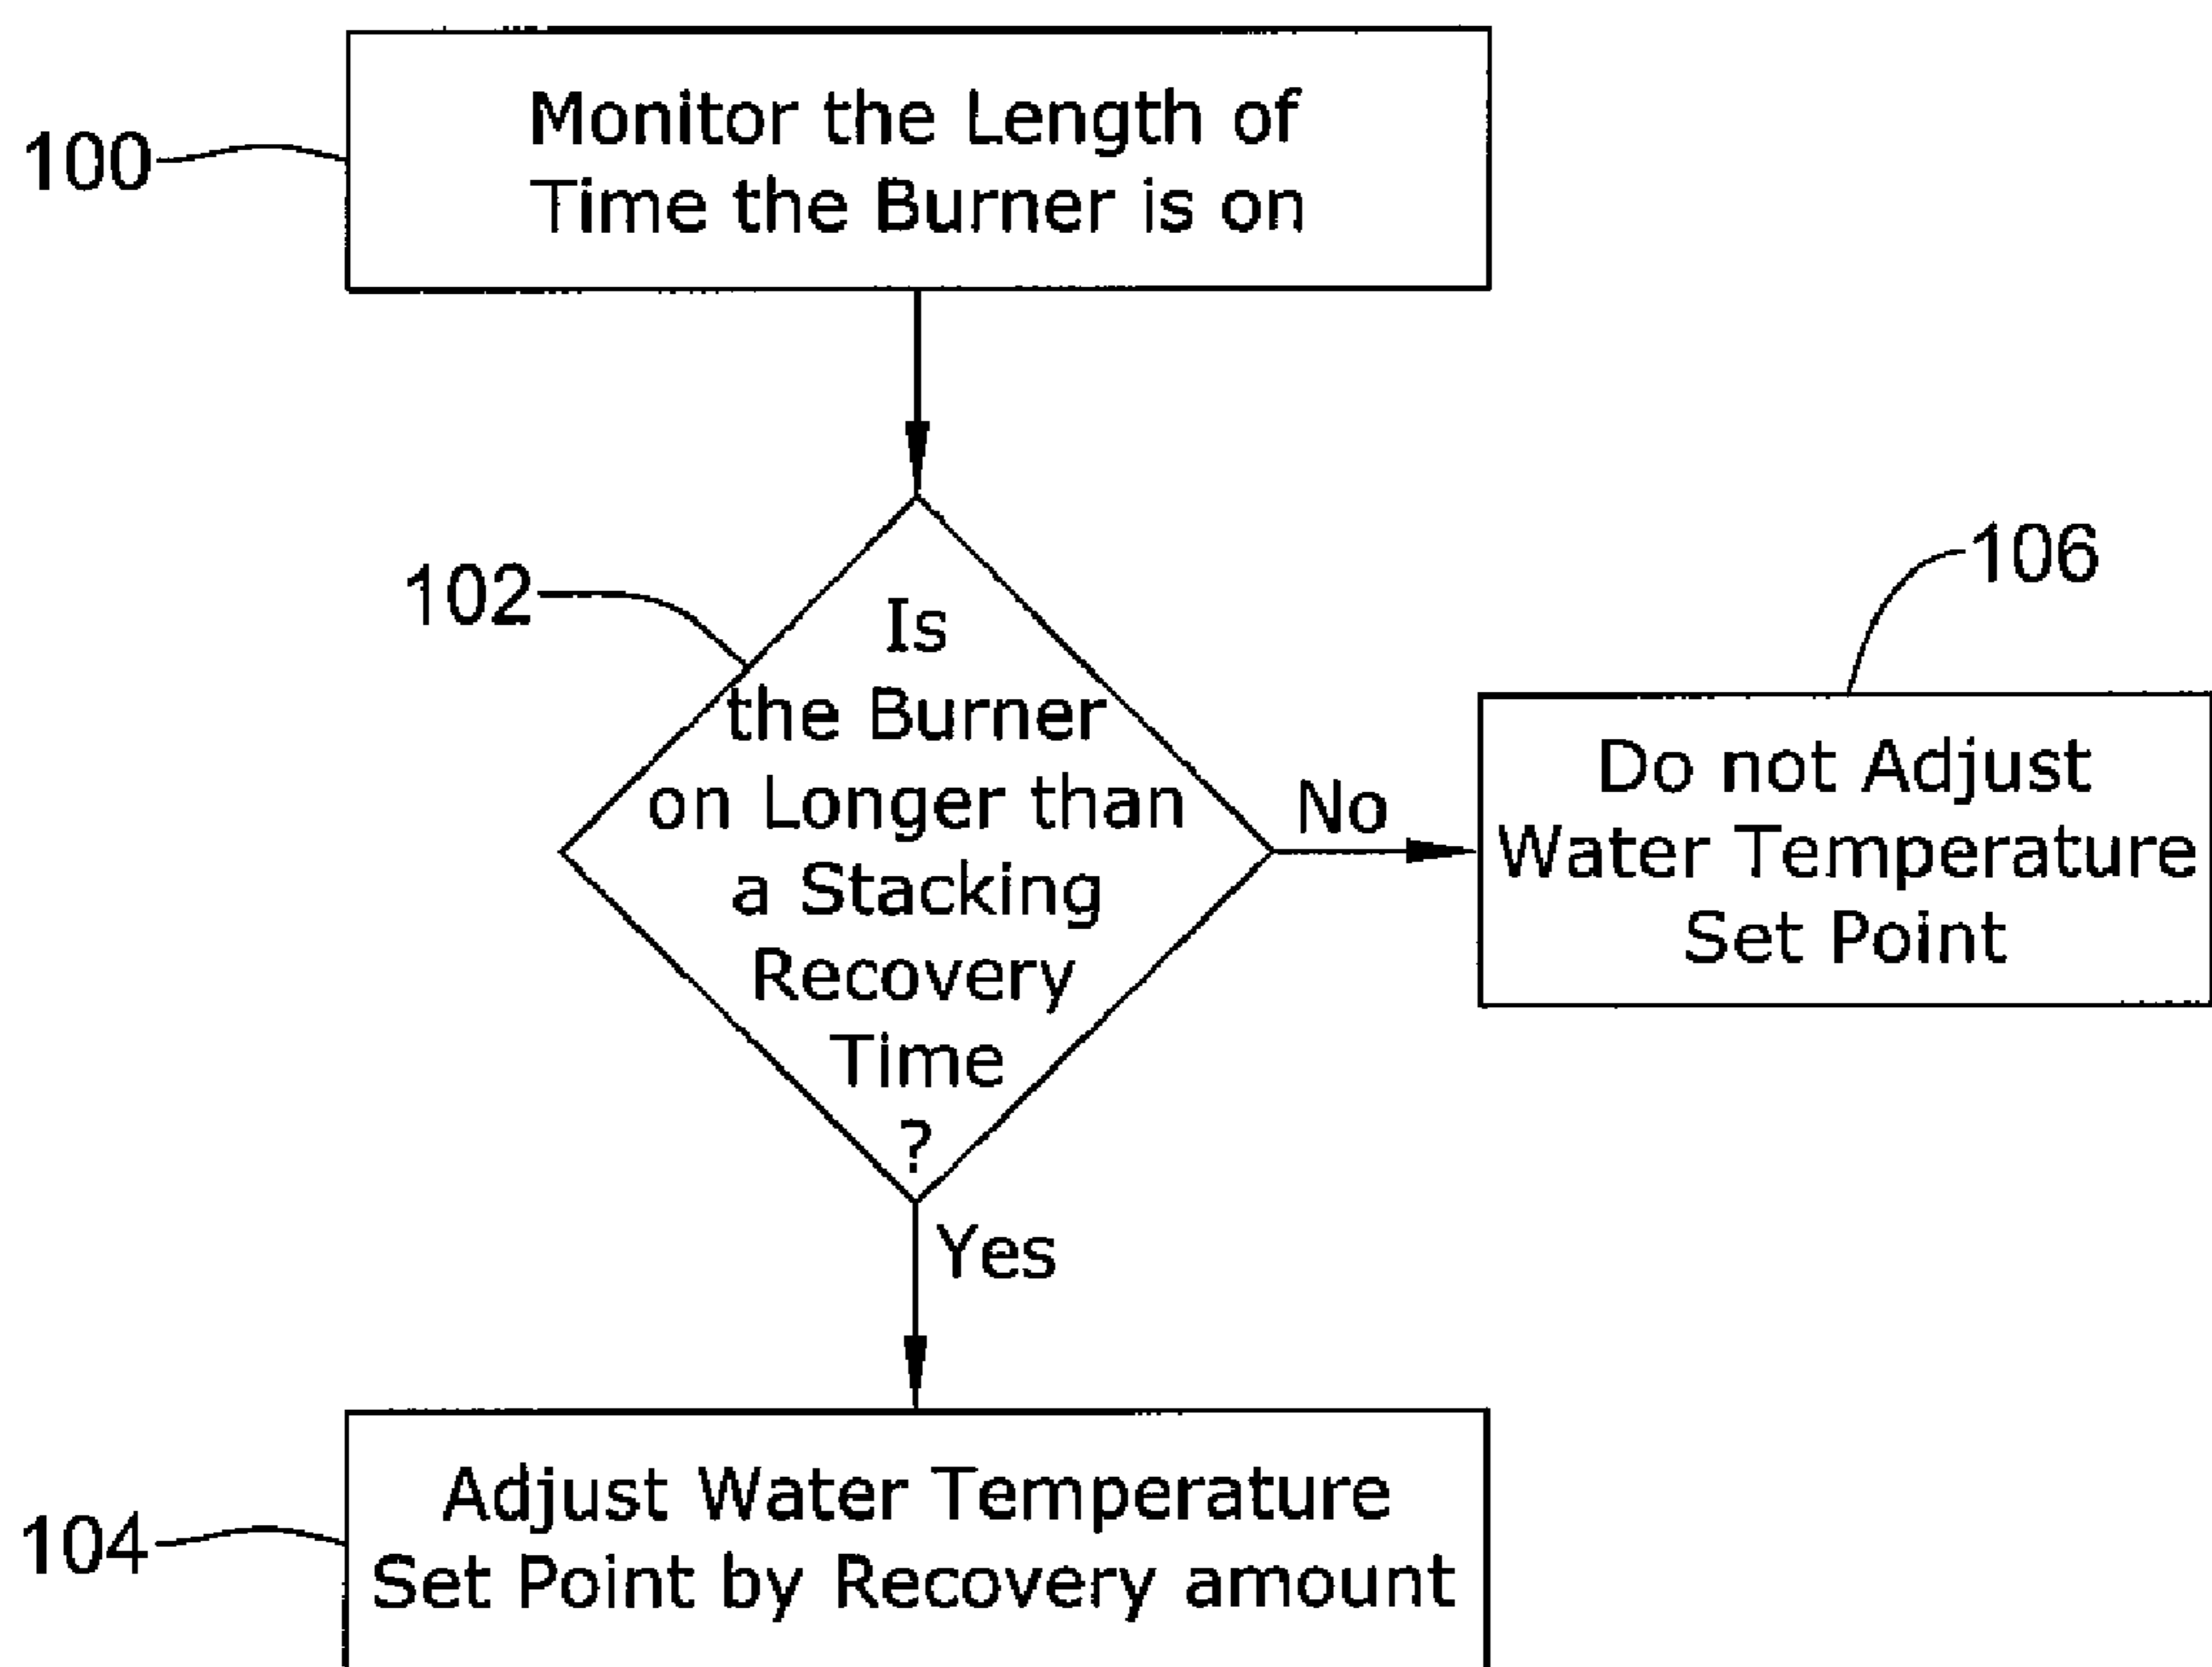 100
Monitor the Length of
Time the Burner is on
102
Is
the Burner
on Longer than
a Stacking
Recovery
Time
?
No
106
Do not Adjust
Water Temperature
Set Point
Yes
104
Adjust Water Temperature
Set Point by Recovery amount